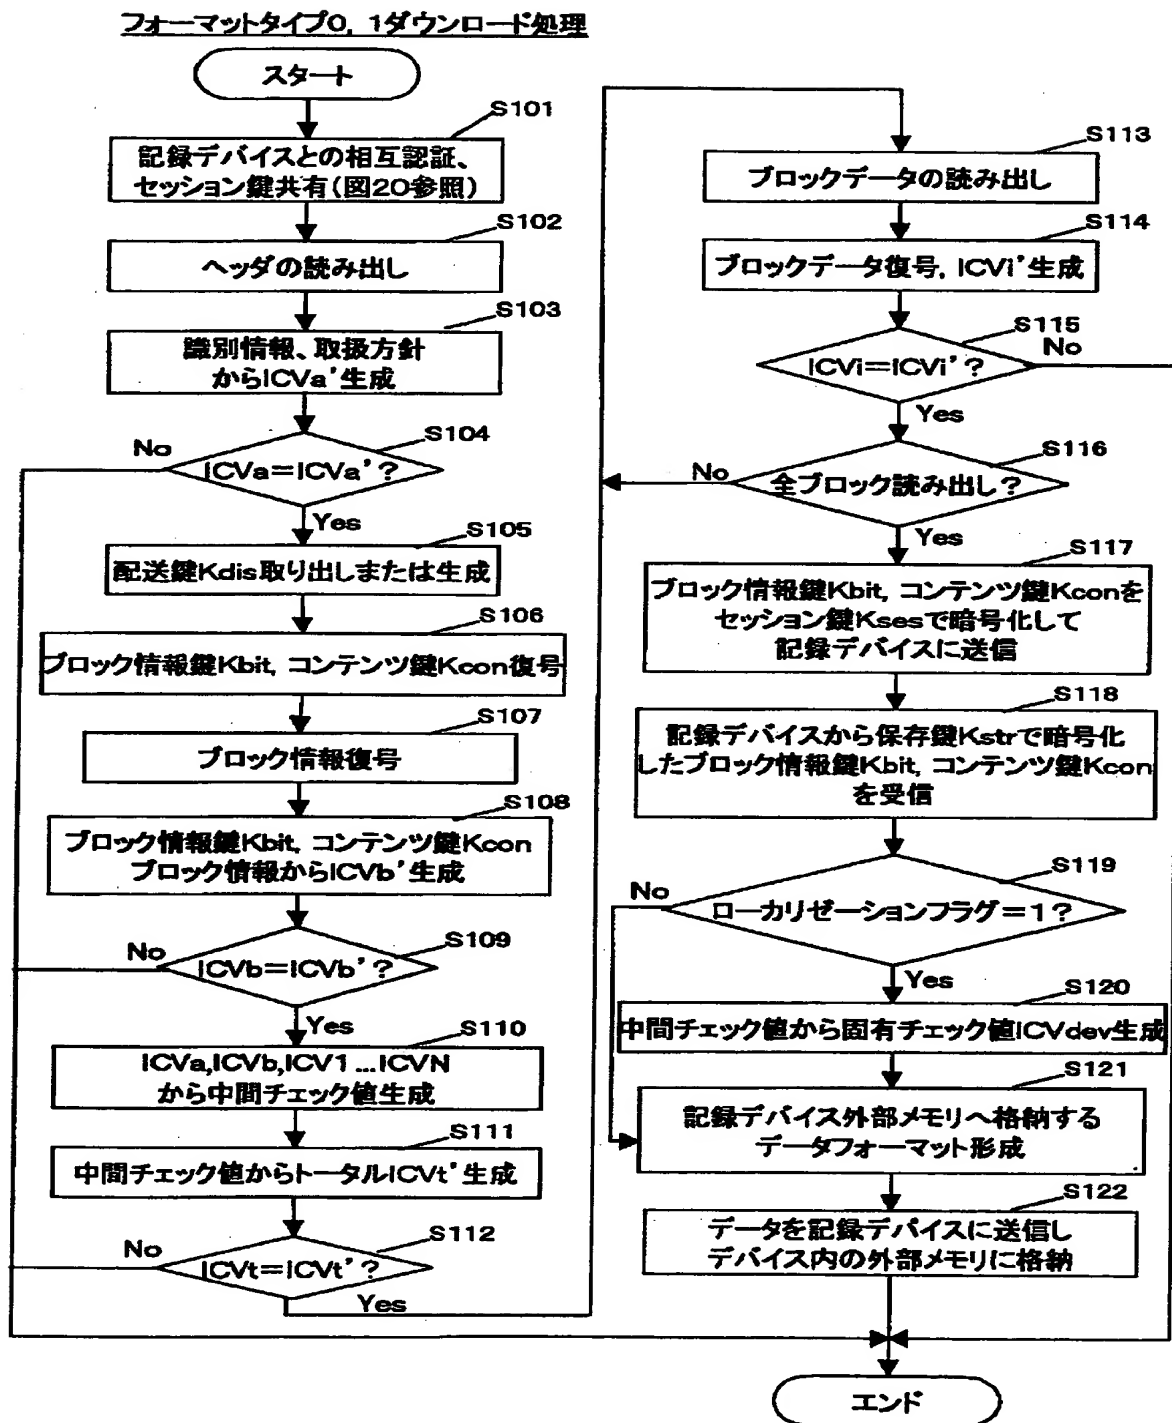 フォーマットタイプ0, 1ダウンロード処理
スタート
S101
記録デバイスとの相互認証、
セッション鍵共有(図20参照)
S102
ヘッダの読み出し
S103
識別情報、取扱方針
からICVa'生成
S104
ICVa=ICVa'?
No
Yes
S105
配送鍵Kdis取り出しまたは生成
S106
ブロック情報鍵Kbit, コンテンツ鍵Kcon復号
S107
ブロック情報復号
S108
ブロック情報鍵Kbit, コンテンツ鍵Kcon
ブロック情報からICVb'生成
S109
No
ICVb=ICVb'?
Yes
S110
ICVa,ICVb,ICV1...ICVN
から中間チェック値生成
S111
中間チェック値からトータルICVt'生成
S112
No
ICVt=ICVt'?
Yes
S113
ブロックデータの読み出し
S114
ブロックデータ復号, ICVi'生成
S115
ICVi=ICVi'?
No
Yes
S116
No
全ブロック読み出し?
Yes
S117
ブロック情報鍵Kbit, コンテンツ鍵Kconを
セッション鍵Ksesで暗号化して
記録デバイスに送信
S118
記録デバイスから保存鍵Kstrで暗号化
したブロック情報鍵Kbit, コンテンツ鍵Kcon
を受信
S119
No
ローカリゼーションフラグ=1?
Yes
S120
中間チェック値から固有チェック値ICVdev生成
S121
記録デバイス外部メモリへ格納する
データフォーマット形成
S122
データを記録デバイスに送信し
デバイス内の外部メモリに格納
エンド